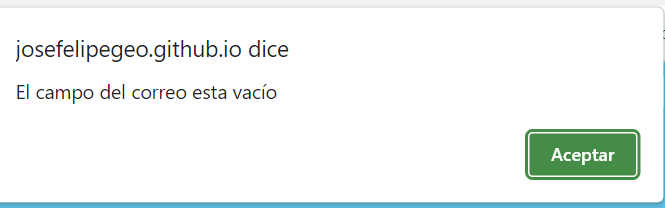 josefelipegeo.github.io dice
El campo del correo esta vacío
Aceptar